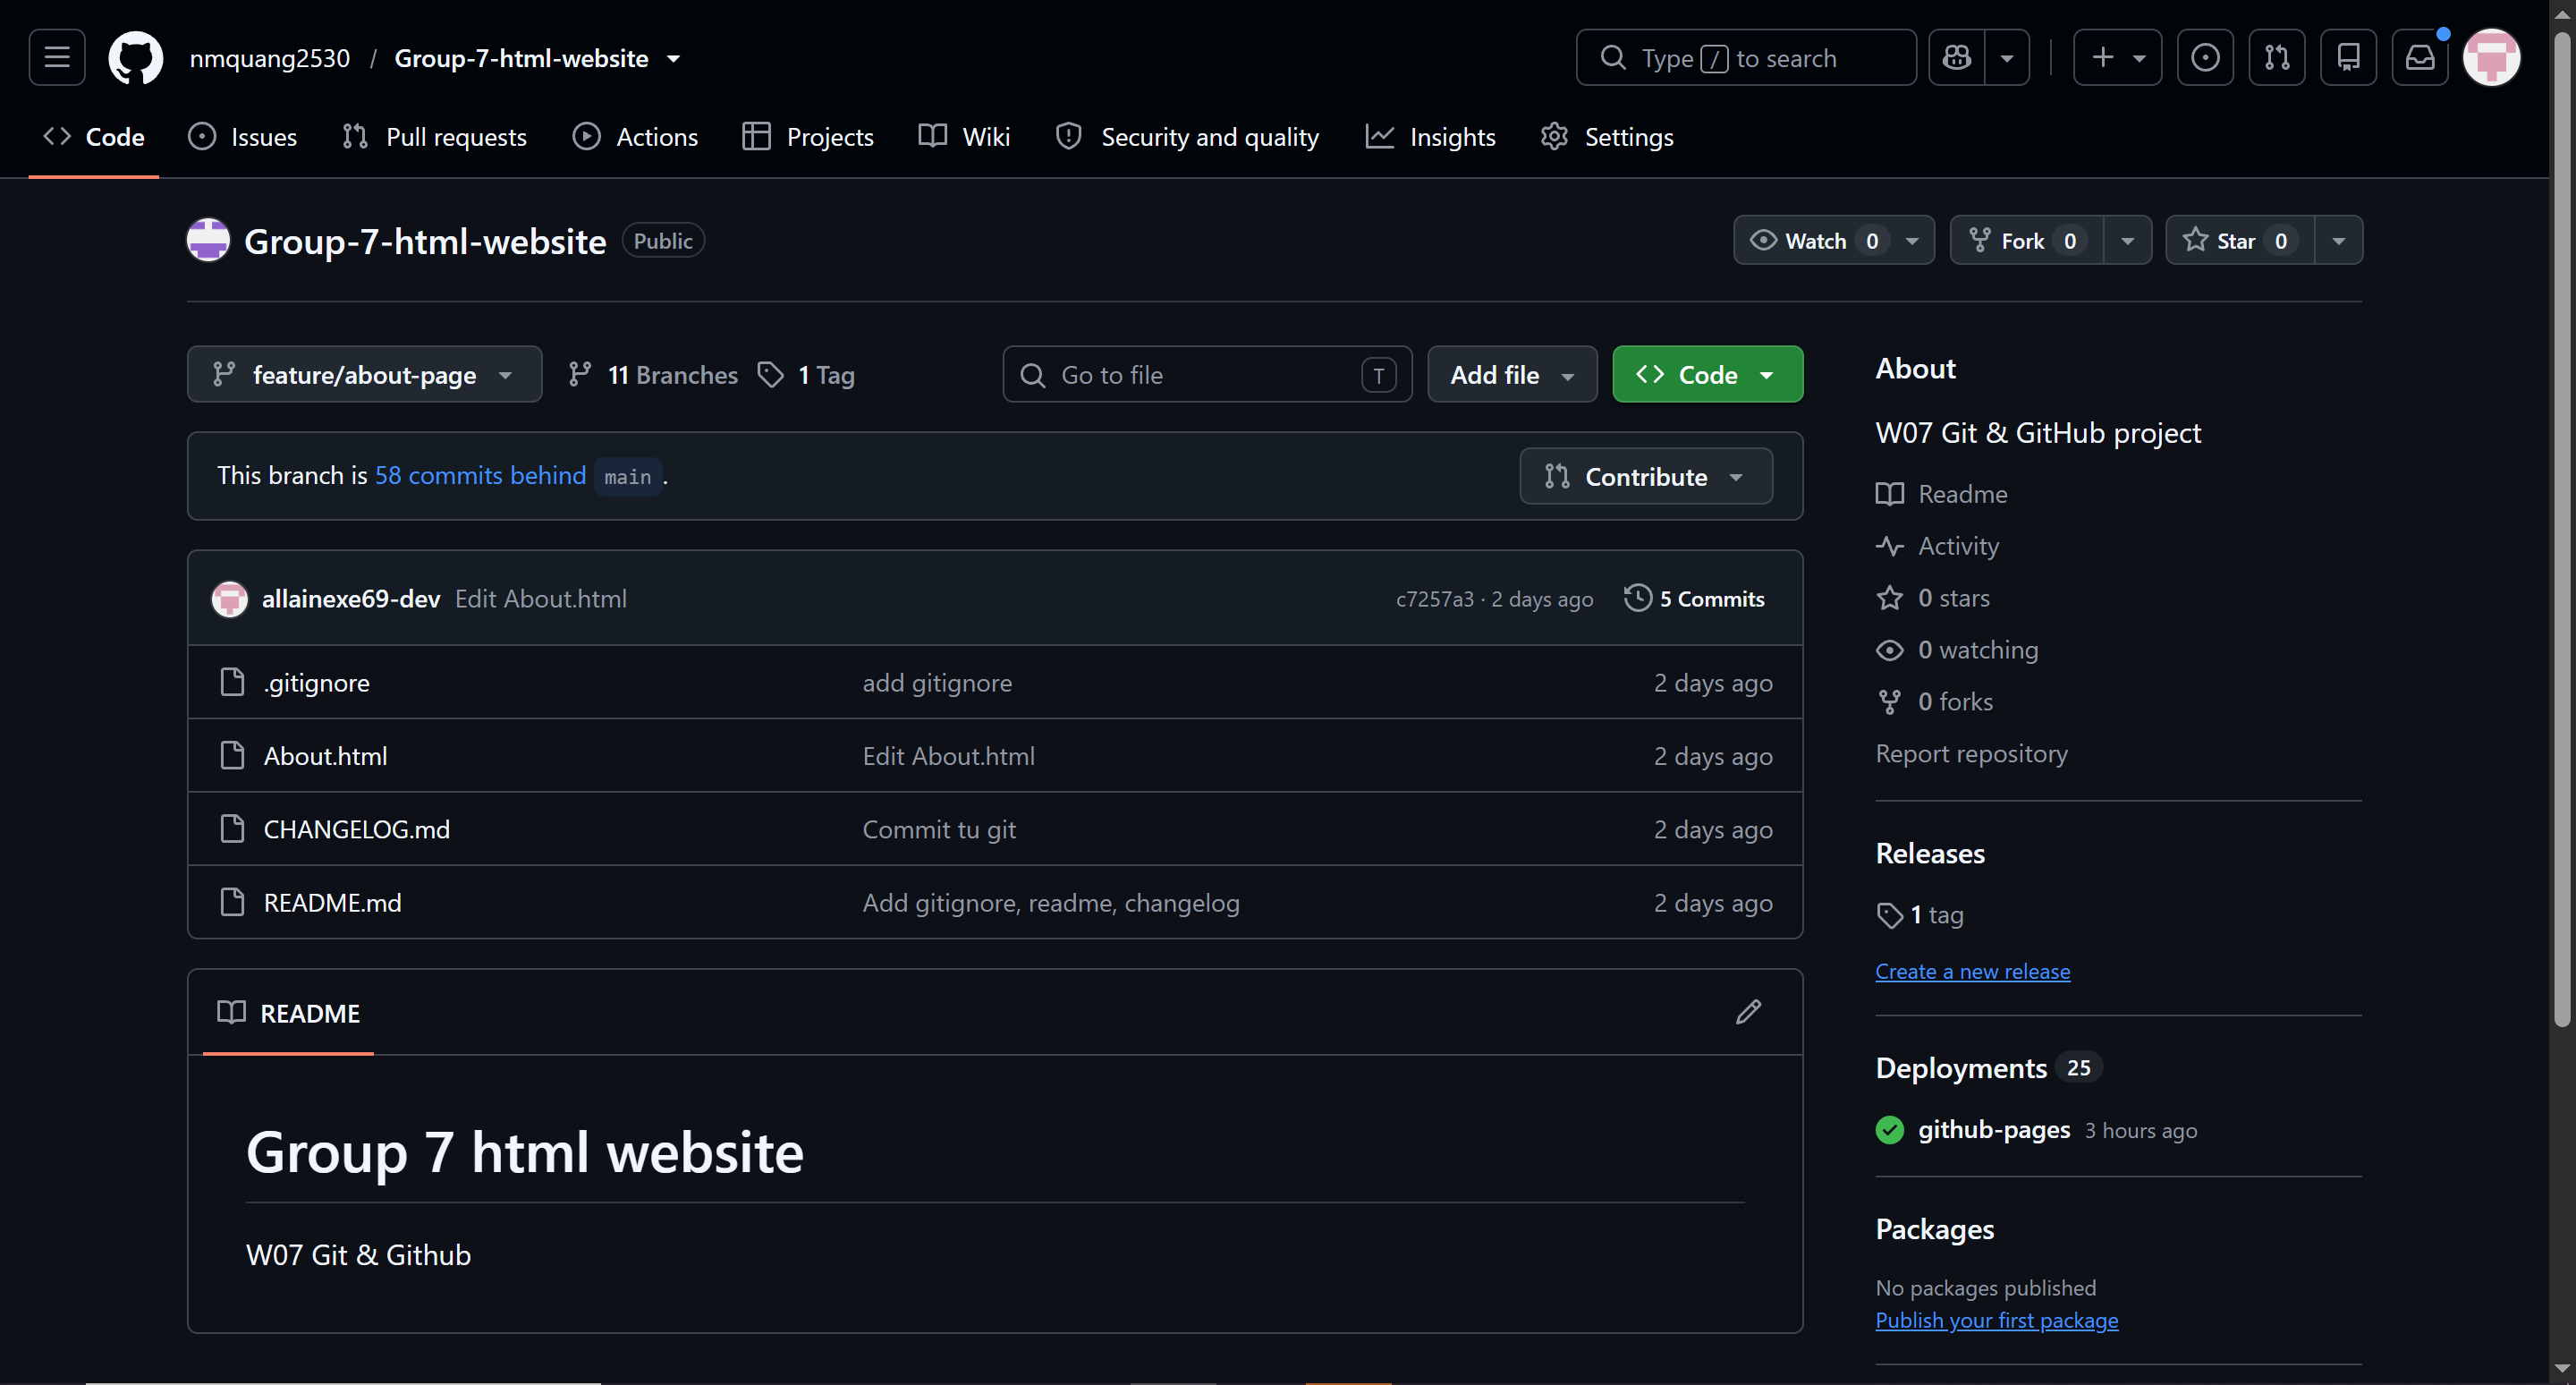 nmquang2530 / Group-7-html-website
Type / to search
Code Issues Pull requests Actions Projects Wiki Security and quality Insights Settings
Group-7-html-website Public
Watch 0 Fork 0 Star 0
feature/about-page 11 Branches 1 Tag Go to file T Add file Code
This branch is 58 commits behind main.
Contribute
allainexe69-dev Edit About.html c7257a3 · 2 days ago 5 Commits
.gitignore add gitignore 2 days ago
About.html Edit About.html 2 days ago
CHANGELOG.md Commit tu git 2 days ago
README.md Add gitignore, readme, changelog 2 days ago
README
Group 7 html website
W07 Git & Github
About
W07 Git & GitHub project
Readme
Activity
0 stars
0 watching
0 forks
Report repository
Releases
1 tag
Create a new release
Deployments 25
github-pages 3 hours ago
Packages
No packages published
Publish your first package